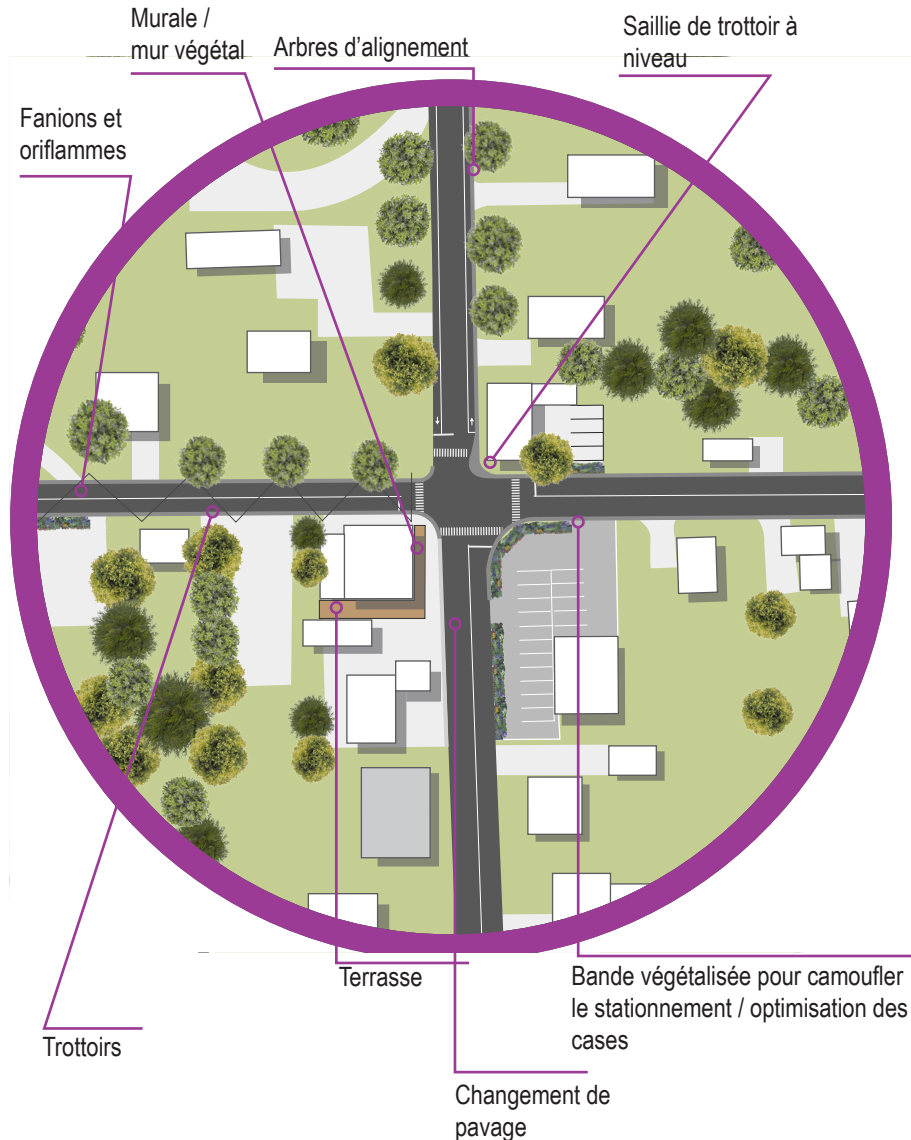 Murale /
mur végétal
Arbres d'alignement
Saillie de trottoir à
niveau
Fanions et
oriflammes
Terrasse
Bande végétalisée pour camoufler
le stationnement / optimisation des
cases
Trottoirs
Changement de
pavage